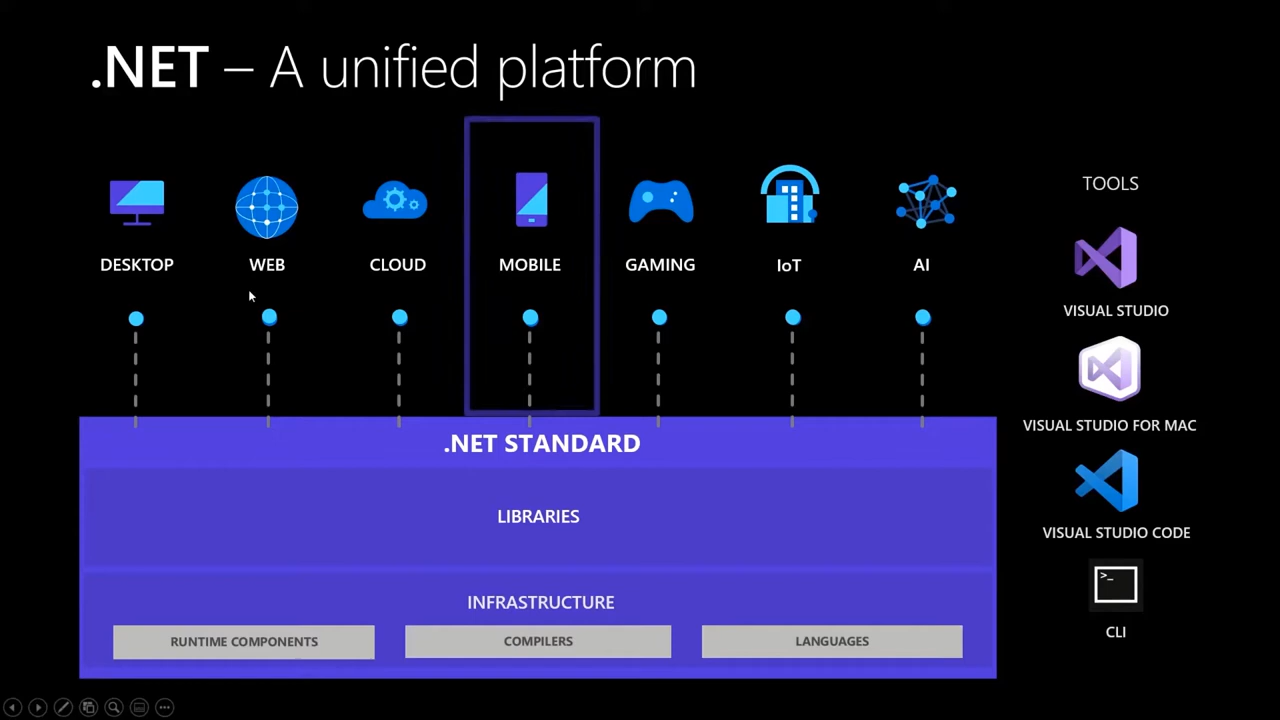 .NET – A unified platform
DESKTOP
WEB
CLOUD
MOBILE
GAMING
IoT
AI
.NET STANDARD
LIBRARIES
INFRASTRUCTURE
RUNTIME COMPONENTS
COMPILERS
LANGUAGES
TOOLS
VISUAL STUDIO
VISUAL STUDIO FOR MAC
VISUAL STUDIO CODE
>_
CLI